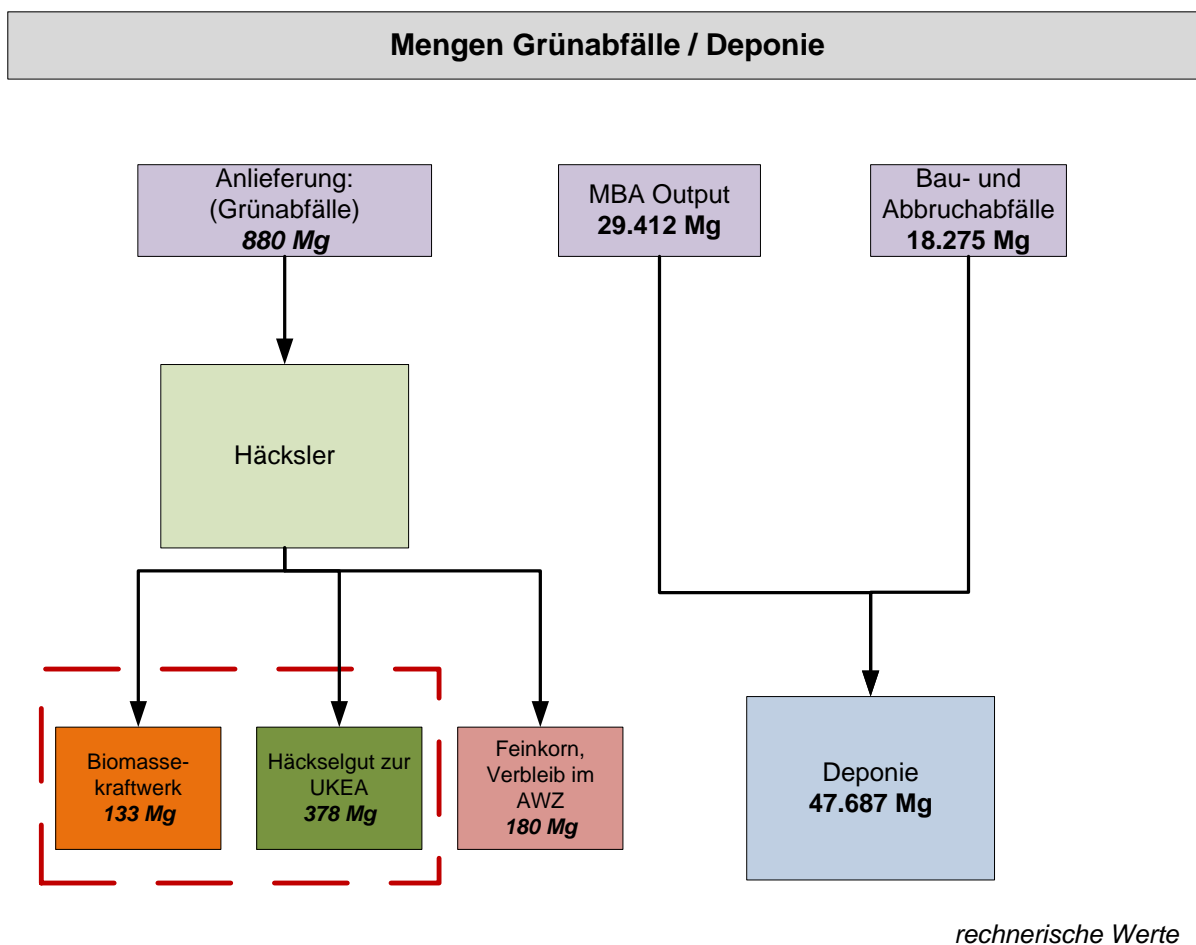 Mengen Grünabfälle / Deponie
Anlieferung:
(Grünabfälle)
880 Mg
MBA Output
29.412 Mg
Bau- und
Abbruchabfälle
18.275 Mg
Häcksler
Biomasse-
kraftwerk
133 Mg
Häckselgut zur
UKEA
378 Mg
Feinkorn,
Verbleib im
AWZ
180 Mg
Deponie
47.687 Mg
rechnerische Werte